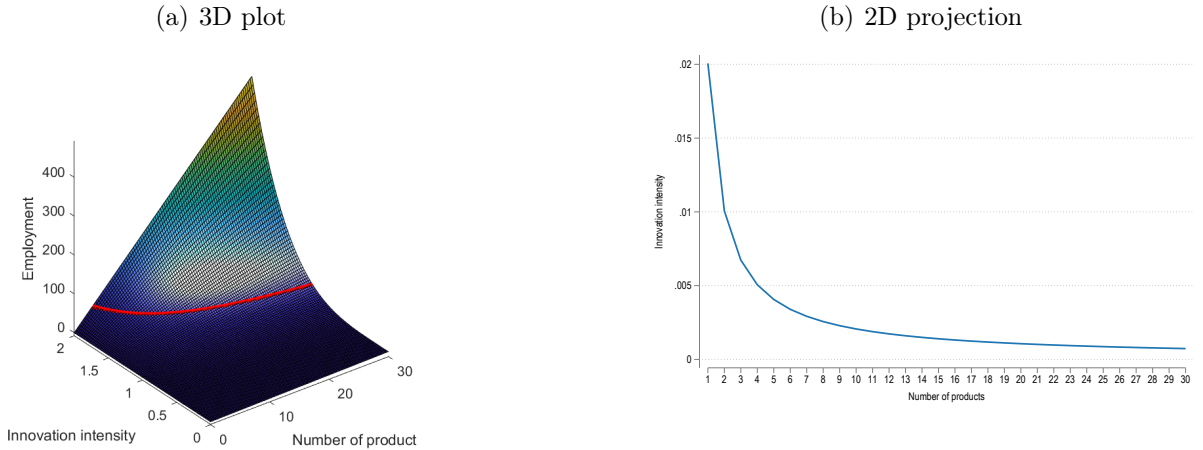 (a) 3D plot
Employment
400
300
200
100
0
2
1.5
1
0.5
0
0
10
20
30
Innovation intensity
Number of product
(b) 2D projection
Innovation intensity
.02
.015
.01
.005
0
1 2 3 4 5 6 7 8 9 10 11 12 13 14 15 16 17 18 19 20 21 22 23 24 25 26 27 28 29 30
Number of products